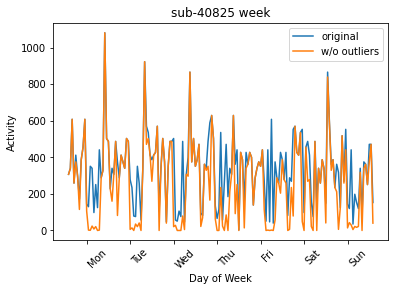 sub-40825 week
original
w/o outliers
Activity
1000
800
600
400
200
0
Mon
Tue
Wed
Thu
Fri
Sat
Sun
Day of Week